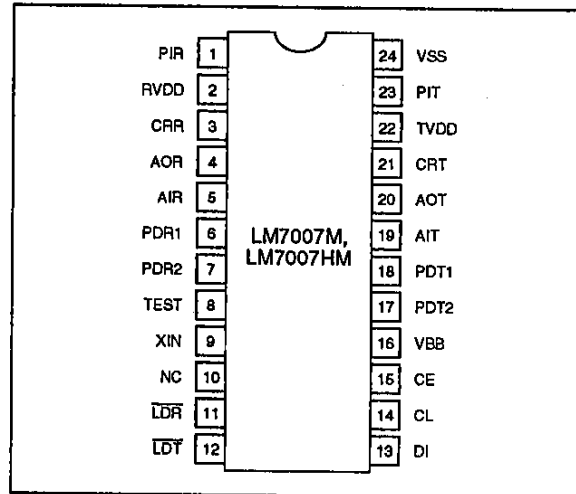 PIR 1 24 VSS
RVDD 2 23 PIT
CRR 3 22 TVDD
AOR 4 21 CRT
AIR 5 20 AOT
PDR1 6 19 AIT
LM7007M,
LM7007HM
PDR2 7 18 PDT1
TEST 8 17 PDT2
XIN 9 16 VBB
NC 10 15 CE
LDR 11 14 CL
LDT 12 13 DI